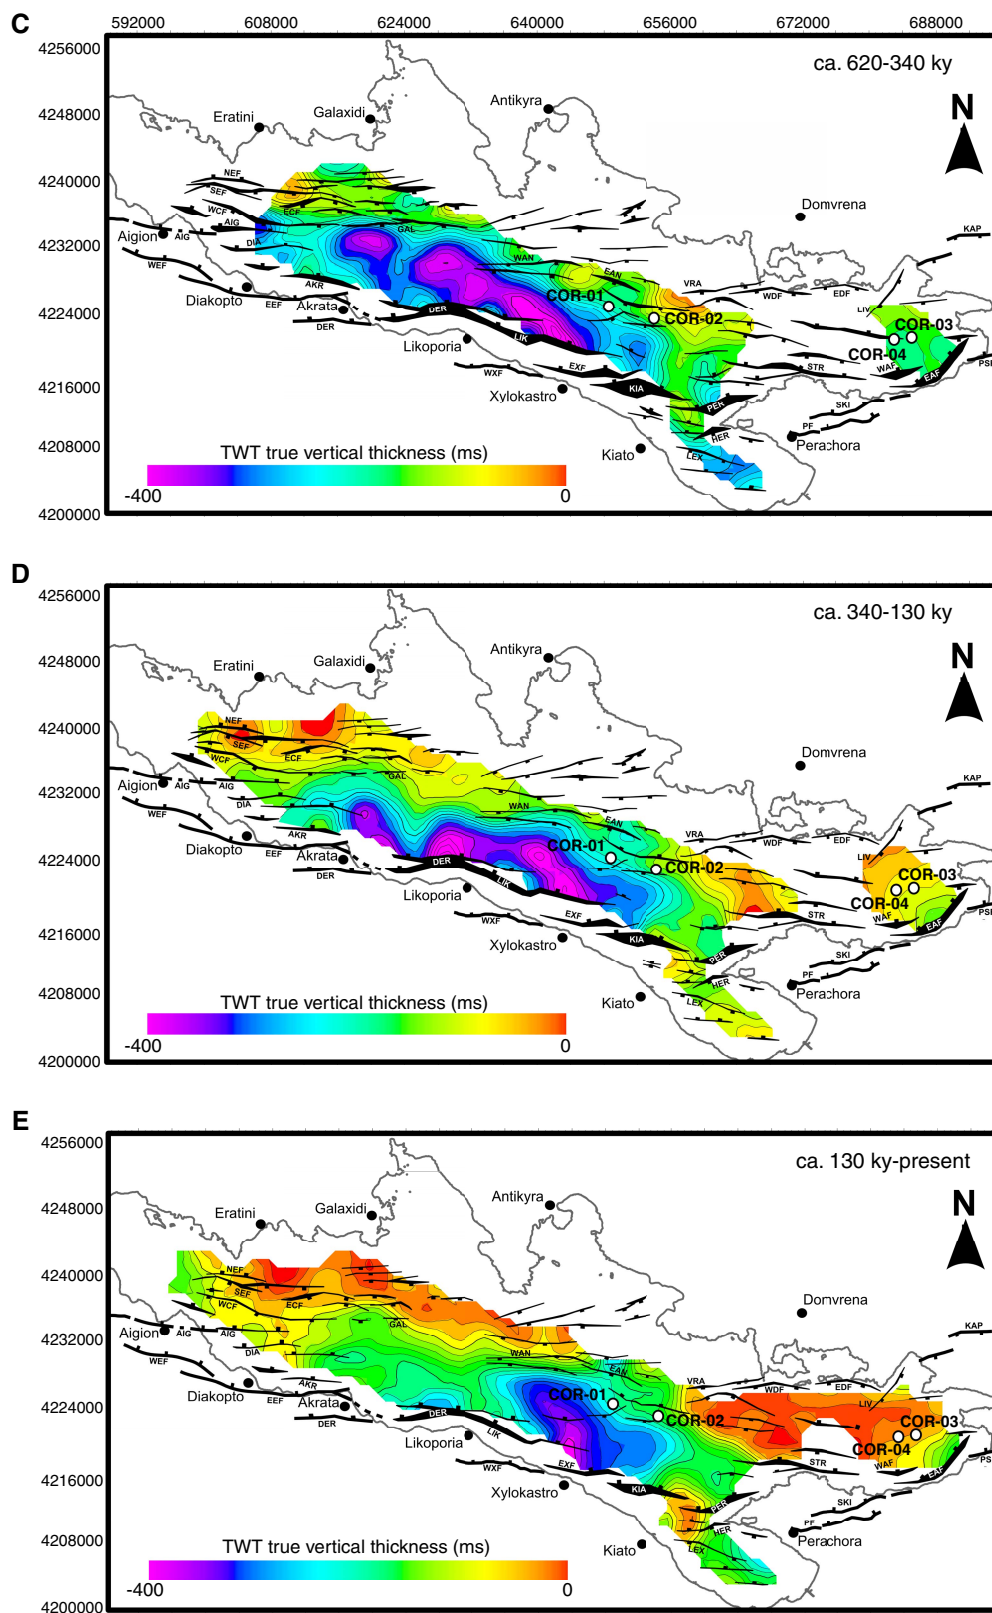 C
592000 608000 624000 640000 656000 672000 688000
4256000
ca. 620-340 ky
4248000
Eratini
Galaxidi
Antikyra
N
4240000
NEF
SEF
WCF
ECF
Domvrena
Aigion
AIG
AIG
GAL
KAP
4232000
DIA
WEF
WAN
EAN
Diakopto
EEF
AKR
Akrata
COR-01
VRA
WDF
EDF
4224000
DER
DER
COR-02
LIV
COR-03
COR-04
Likoporia
LIK
WXF
EXF
STR
WAF
EAF
4216000
Xylokastro
KIA
PER
SKI
PF
4208000
Kiato
HER
LEX
Perachora
TWT true vertical thickness (ms)
-400
0
4200000
D
4256000
ca. 340-130 ky
4248000
Eratini
Galaxidi
Antikyra
N
4240000
NEF
SEF
WCF
ECF
Domvrena
Aigion
AIG
AIG
GAL
KAP
4232000
DIA
WEF
WAN
EAN
Diakopto
EEF
AKR
Akrata
COR-01
VRA
WDF
EDF
4224000
DER
DER
COR-02
LIV
COR-03
COR-04
Likoporia
LIK
WXF
EXF
STR
WAF
EAF
4216000
Xylokastro
KIA
PER
SKI
PF
4208000
Kiato
HER
LEX
Perachora
TWT true vertical thickness (ms)
-400
0
4200000
E
4256000
ca. 130 ky-present
4248000
Eratini
Galaxidi
Antikyra
N
4240000
NEF
SEF
WCF
ECF
Domvrena
Aigion
AIG
AIG
GAL
KAP
4232000
DIA
WEF
WAN
EAN
Diakopto
EEF
AKR
Akrata
COR-01
VRA
WDF
EDF
4224000
DER
DER
COR-02
LIV
COR-03
COR-04
Likoporia
LIK
WXF
EXF
STR
WAF
EAF
4216000
Xylokastro
KIA
PER
SKI
PF
4208000
Kiato
HER
LEX
Perachora
TWT true vertical thickness (ms)
-400
0
4200000